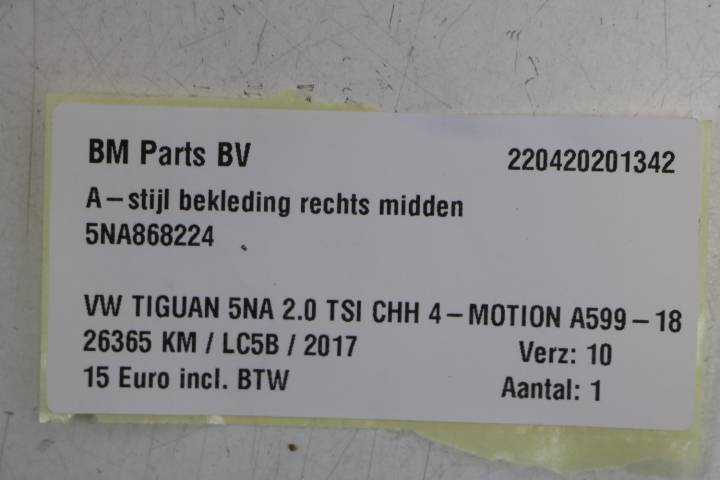 BM Parts BV 220420201342
A-stijl bekleding rechts midden
5NA868224
VW TIGUAN 5NA 2.0 TSI CHH 4-MOTION A599-18
26365 KM / LC5B / 2017 Verz: 10
15 Euro incl. BTW Aantal: 1